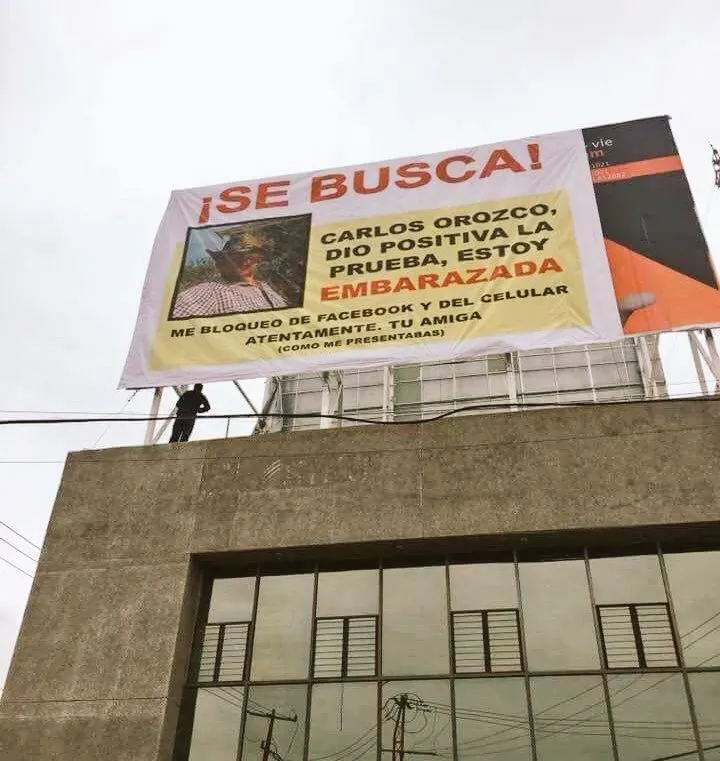 ¡SE BUSCA!
CARLOS OROZCO,
DIO POSITIVA LA
PRUEBA, ESTOY
EMBARAZADA
ME BLOQUEO DE FACEBOOK Y DEL CELULAR
ATENTAMENTE. TU AMIGA
(COMO ME PRESENTABAS)
vie
m